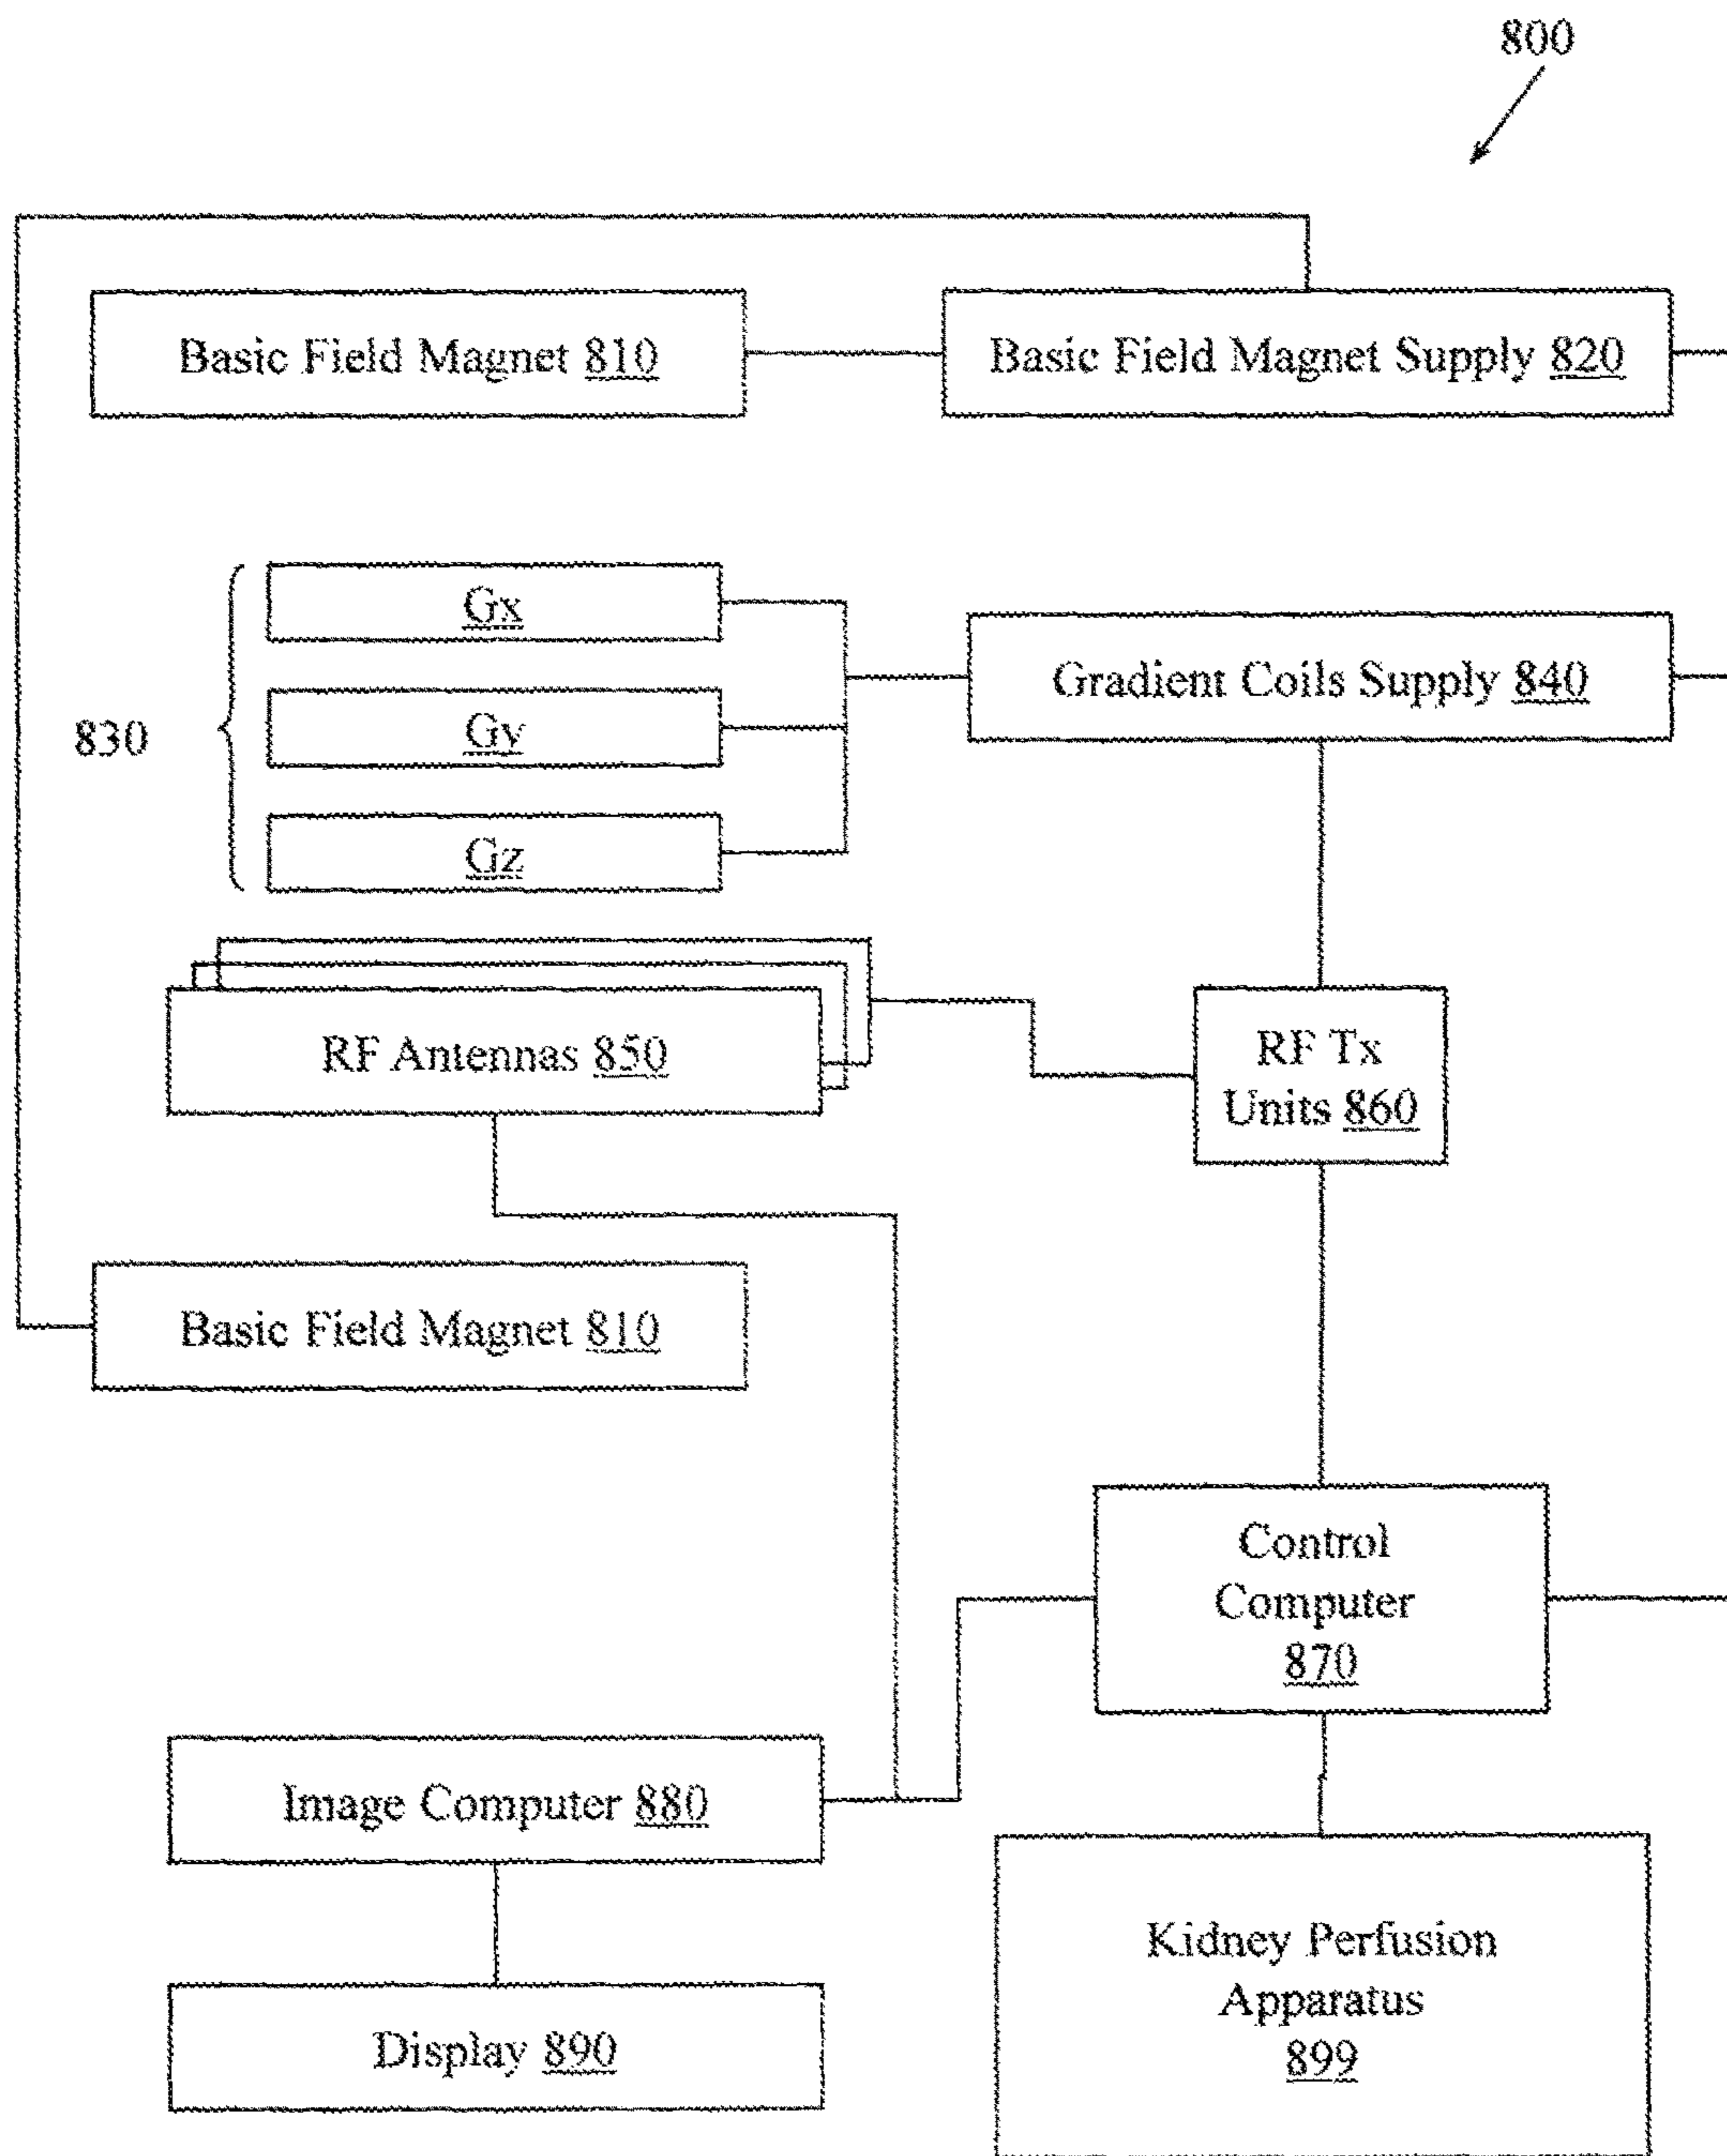 800
Basic Field Magnet 810
Basic Field Magnet Supply 820
Gx
Gradient Coils Supply 840
830
Gy
Gz
RF Antennas 850
RF Tx
Units 860
Basic Field Magnet 810
Control
Computer
870
Image Computer 880
Kidney Perfusion
Apparatus
899
Display 890